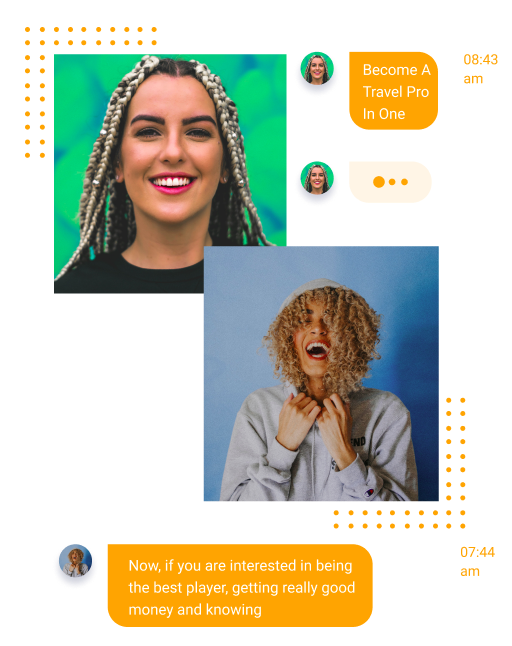 Become A
Travel Pro
In One
08:43
am
Now, if you are interested in being
the best player, getting really good
money and knowing
07:44
am